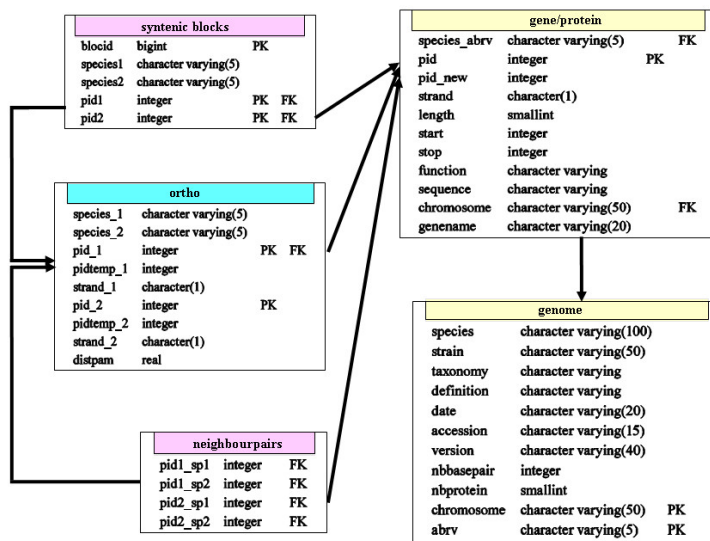 syntenic blocks
blocid bigint PK
species1 character varying(5)
species2 character varying(5)
pid1 integer PK FK
pid2 integer PK FK
ortho
species_1 character varying(5)
species_2 character varying(5)
pid_1 integer PK FK
pidtemp_1 integer
strand_1 character(1)
pid_2 integer PK
pidtemp_2 integer
strand_2 character(1)
distpam real
neighbourpairs
pid1_sp1 integer FK
pid1_sp2 integer FK
pid2_sp1 integer FK
pid2_sp2 integer FK
gene/protein
species_abrv character varying(5) FK
pid integer PK
pid_new integer
strand character(1)
length smallint
start integer
stop integer
function character varying
sequence character varying
chromosome character varying(50) FK
genename character varying(20)
genome
species character varying(100)
strain character varying(50)
taxonomy character varying
definition character varying
date character varying(20)
accession character varying(15)
version character varying(40)
nbbasepair integer
nbprotein smallint
chromosome character varying(50) PK
abrv character varying(5) PK